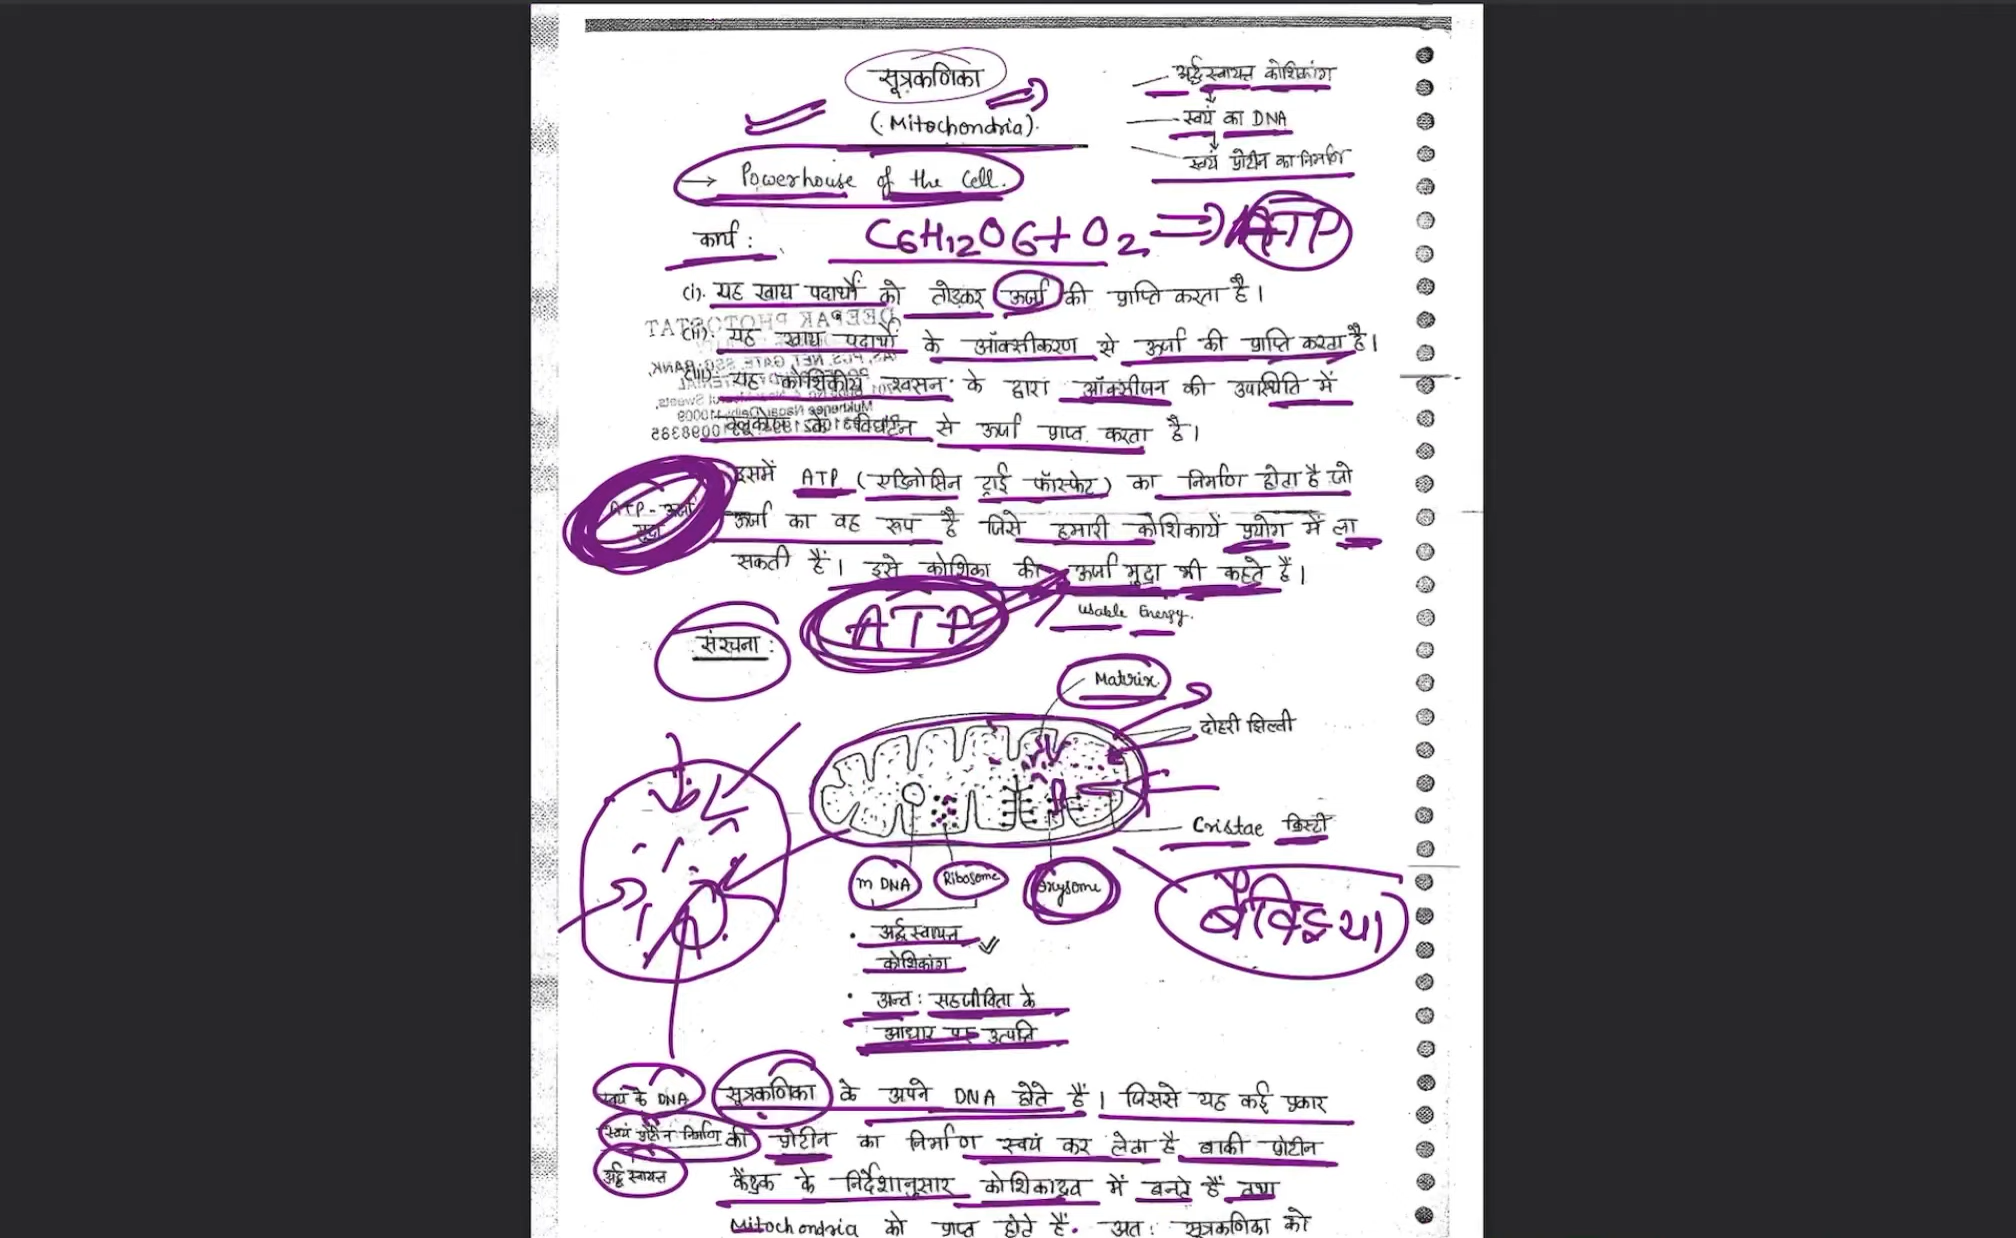 सूत्रकणिका
(Mitochondria).
अर्द्धस्वायत्त कोशिकांग
स्वयं का DNA
स्वयं प्रोटीन का निर्माण
→ Powerhouse of the Cell.
कार्य :
C6H12O6 + O2 ⇒ ATP
(i). यह खाद्य पदार्थों को तोड़कर ऊर्जा की प्राप्ति करता है।
(ii). यह खाद्य पदार्थों के ऑक्सीकरण से ऊर्जा की प्राप्ति करता है।
(iii). यह कोशिकीय श्वसन के द्वारा ऑक्सीजन की उपस्थिति में
ग्लूकोज के विघटन से ऊर्जा प्राप्त करता है।
इसमें ATP (एडिनोसिन ट्राई फॉस्फेट) का निर्माण होता है जो
ATP - ऊर्जा
मुद्रा
ऊर्जा का वह रूप है जिसे हमारी कोशिकायें प्रयोग में ला
सकती हैं। इसे कोशिका की ऊर्जा मुद्रा भी कहते हैं।
ATP
usable Energy.
संरचना :
Matrix.
दोहरी झिल्ली
Cristae क्रिस्टी
m DNA
Ribosome
बैक्टि
• अर्द्धस्वायत्त
कोशिकांग
• अन्त: सहजीविता के
आधार पर उत्पत्ति
स्वयं के DNA
सूत्रकणिका के अपने DNA होते हैं। जिससे यह कई प्रकार
स्वयं प्रोटीन निर्माण
की प्रोटीन का निर्माण स्वयं कर लेता है बाकी प्रोटीन
अर्द्ध स्वायत्त
केंद्रक के निर्देशानुसार कोशिकाद्रव में बनते हैं तथा
Mitochondria को प्राप्त होते हैं. अत: सूत्रकणिका को